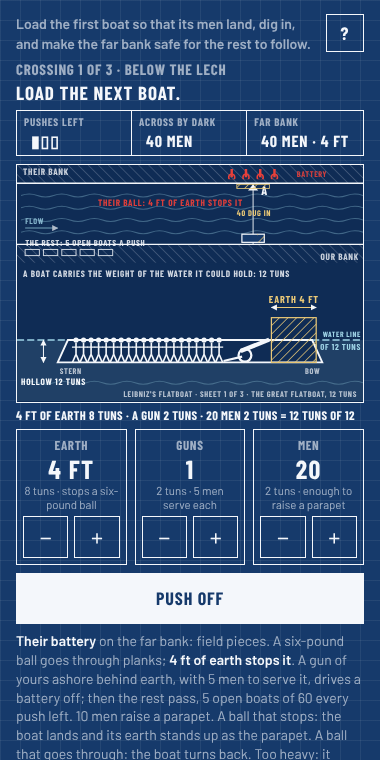 Load the first boat so that its men land, dig in,
and make the far bank safe for the rest to follow.
?
CROSSING 1 OF 3 · BELOW THE LECH
LOAD THE NEXT BOAT.
PUSHES LEFT
ACROSS BY DARK
40 MEN
FAR BANK
40 MEN · 4 FT
THEIR BANK
BATTERY
A
THEIR BALL: 4 FT OF EARTH STOPS IT
40 DUG IN
FLOW
THE REST: 5 OPEN BOATS A PUSH
OUR BANK
A BOAT CARRIES THE WEIGHT OF THE WATER IT COULD HOLD: 12 TUNS
EARTH 4 FT
WATER LINE
OF 12 TUNS
STERN
BOW
HOLLOW 12 TUNS
LEIBNIZ'S FLATBOAT · SHEET 1 OF 3 · THE GREAT FLATBOAT, 12 TUNS
4 FT OF EARTH 8 TUNS · A GUN 2 TUNS · 20 MEN 2 TUNS = 12 TUNS OF 12
EARTH
4 FT
8 tuns · stops a six-
pound ball
− +
GUNS
1
2 tuns · 5 men
serve each
− +
MEN
20
2 tuns · enough to
raise a parapet
− +
PUSH OFF
Their battery on the far bank: field pieces. A six-pound
ball goes through planks; 4 ft of earth stops it. A gun of
yours ashore behind earth, with 5 men to serve it, drives a
battery off; then the rest pass, 5 open boats of 60 every
push left. 10 men raise a parapet. A ball that stops: the
boat lands and its earth stands up as the parapet. A ball
that goes through: the boat turns back. Too heavy: it